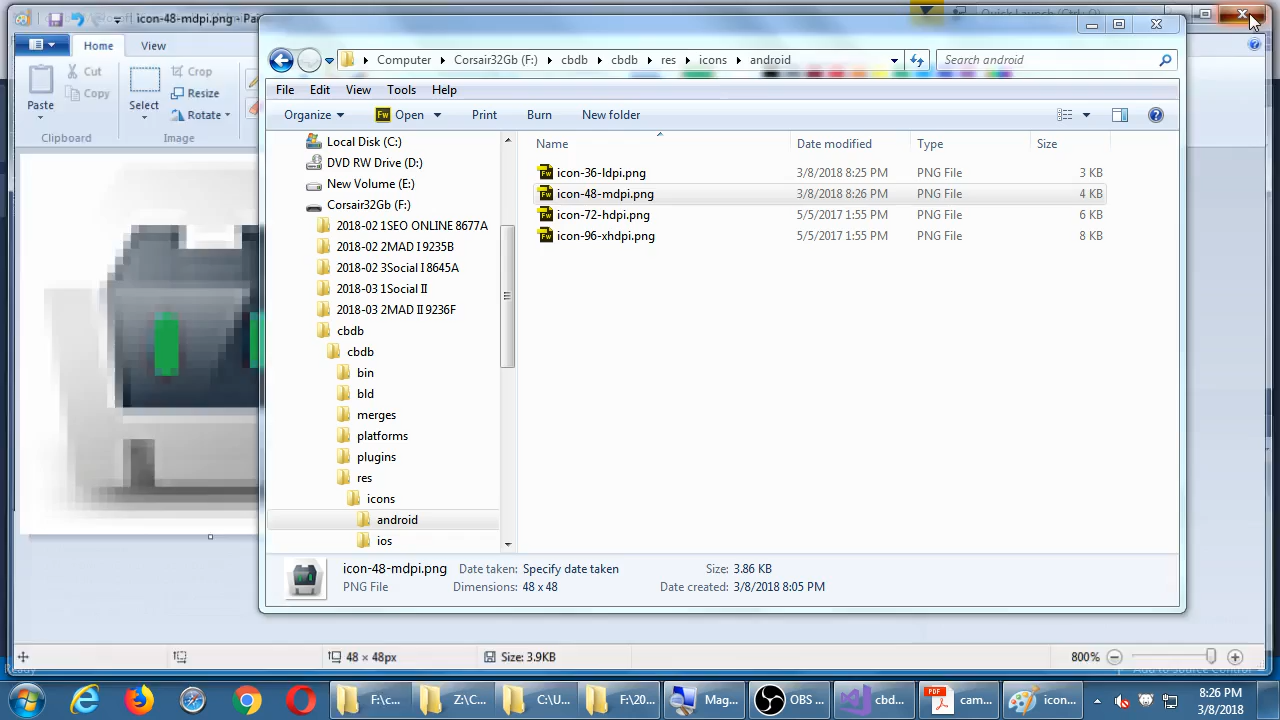 icon-48-mdpi.png - Pa
Quick Launch (Ctrl+Q)
Home
View
Paste
Cut
Copy
Clipboard
Select
Crop
Resize
Rotate
Image
Computer
Corsair32Gb (F:)
cbdb
cbdb
res
icons
android
Search android
File
Edit
View
Tools
Help
Organize
Open
Print
Burn
New folder
Name
Date modified
Type
Size
icon-36-ldpi.png 3/8/2018 8:25 PM PNG File 3 KB
icon-48-mdpi.png 3/8/2018 8:26 PM PNG File 4 KB
icon-72-hdpi.png 5/5/2017 1:55 PM PNG File 6 KB
icon-96-xhdpi.png 5/5/2017 1:55 PM PNG File 8 KB
Local Disk (C:)
DVD RW Drive (D:)
New Volume (E:)
Corsair32Gb (F:)
2018-02 1SEO ONLINE 8677A
2018-02 2MAD I 9235B
2018-02 3Social I 8645A
2018-03 1Social II
2018-03 2MAD II 9236F
cbdb
cbdb
bin
bld
merges
platforms
plugins
res
icons
android
ios
icon-48-mdpi.png
PNG File
Date taken: Specify date taken
Dimensions: 48 x 48
Size: 3.86 KB
Date created: 3/8/2018 8:05 PM
48 × 48px
Size: 3.9KB
800%
Ready
Add to Source Control
F:\c...
Z:\C...
C:\U...
F:\20...
Mag...
OBS ...
cbd...
PDF
cam...
icon...
8:26 PM
3/8/2018